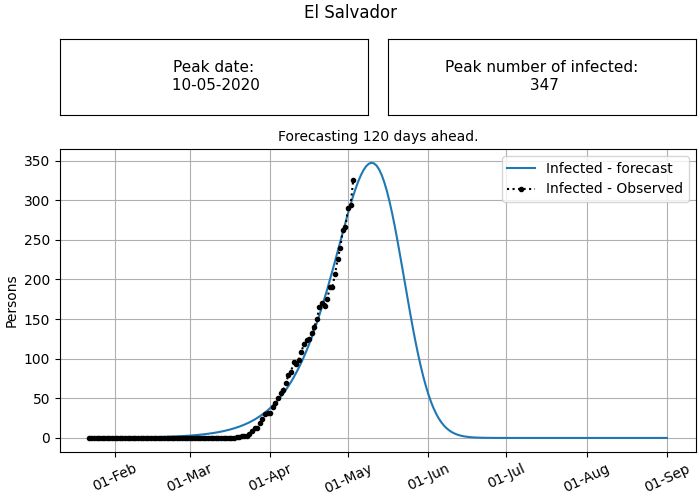 El Salvador
Peak date:
10-05-2020
Peak number of infected:
347
Forecasting 120 days ahead.
Infected - forecast
Infected - Observed
Persons
350
300
250
200
150
100
50
0
01-Feb
01-Mar
01-Apr
01-May
01-Jun
01-Jul
01-Aug
01-Sep